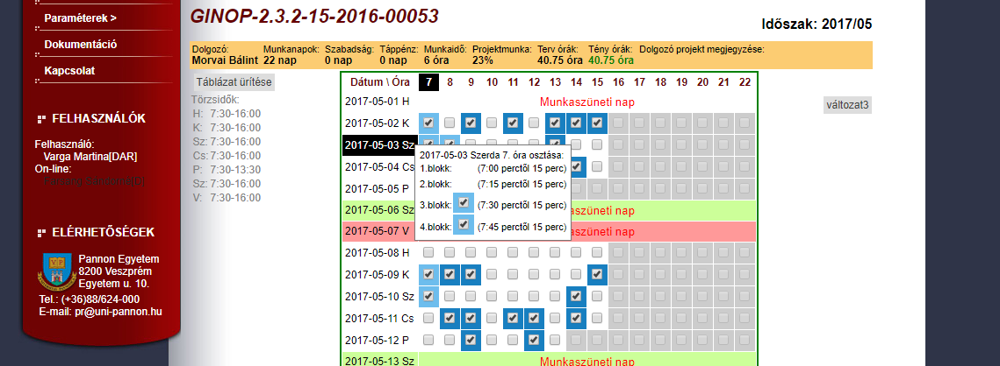 Paraméterek >
Dokumentáció
Kapcsolat
FELHASZNÁLÓK
Felhasználó:
Varga Martina[DAR]
On-line:
ELÉRHETŐSÉGEK
Pannon Egyetem
8200 Veszprém
Egyetem u. 10.
Tel.: (+36)88/624-000
E-mail: pr@uni-pannon.hu
GINOP-2.3.2-15-2016-00053
Időszak: 2017/05
Dolgozó: Munkanapok: Szabadság: Táppénz: Munkaidő: Projektmunka: Terv órák: Tény órák: Dolgozó projekt megjegyzése:
Morvai Bálint 22 nap 0 nap 0 nap 6 óra 23% 40.75 óra 40.75 óra
Táblázat ürítése
Törzsidők:
H: 7:30-16:00
K: 7:30-16:00
Sz: 7:30-16:00
Cs: 7:30-16:00
P: 7:30-13:30
Sz: 7:30-16:00
V: 7:30-16:00
Dátum \ Óra 7 8 9 10 11 12 13 14 15 16 17 18 19 20 21 22
2017-05-01 H Munkaszüneti nap
2017-05-02 K
2017-05-03 Sz
2017-05-04 Cs
2017-05-05 P
2017-05-06 Sz aszüneti nap
2017-05-07 V aszüneti nap
2017-05-08 H
2017-05-09 K
2017-05-10 Sz
2017-05-11 Cs
2017-05-12 P
2017-05-13 Sz Munkaszüneti nap
2017-05-03 Szerda 7. óra osztása:
1.blokk: (7:00 perctől 15 perc)
2.blokk: (7:15 perctől 15 perc)
3.blokk: (7:30 perctől 15 perc)
4.blokk: (7:45 perctől 15 perc)
változat3